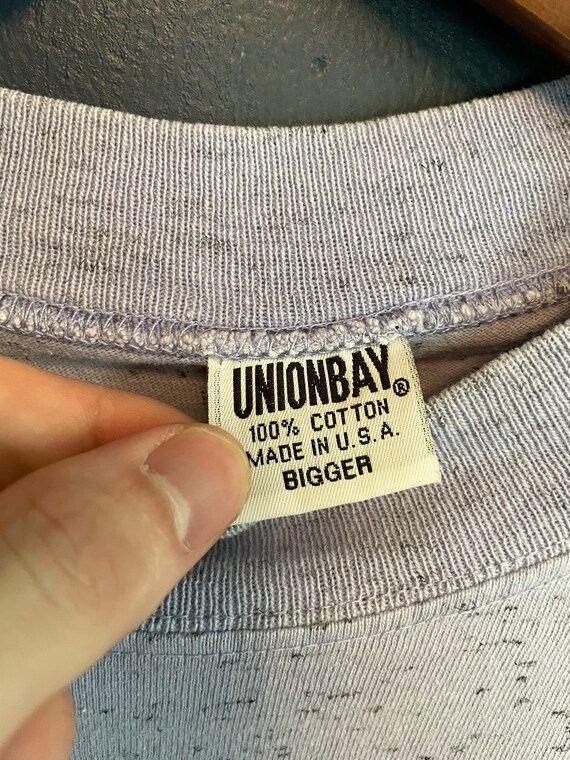 UNIONBAY®
100% COTTON
MADE IN U.S.A.
BIGGER